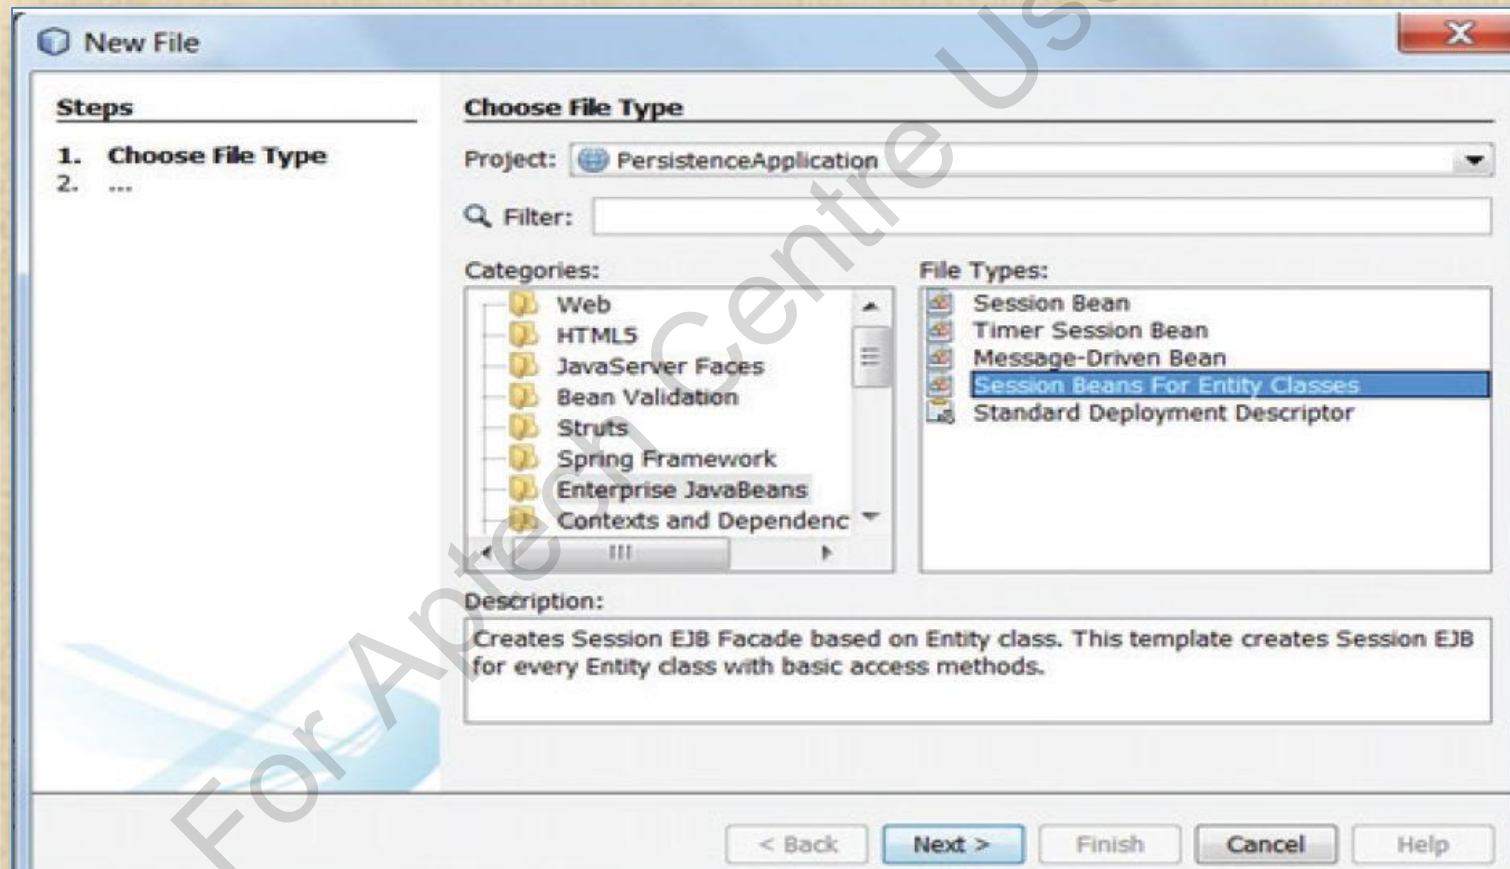 New File
Steps
1. Choose File Type
2. ...
Choose File Type
Project: PersistenceApplication
Filter:
Categories:
Web
HTML5
JavaServer Faces
Bean Validation
Struts
Spring Framework
Enterprise JavaBeans
Contexts and Dependenc
File Types:
Session Bean
Timer Session Bean
Message-Driven Bean
Session Beans For Entity Classes
Standard Deployment Descriptor
Description:
Creates Session EJB Facade based on Entity class. This template creates Session EJB
for every Entity class with basic access methods.
< Back Next > Finish Cancel Help
For Aptech Centre Us